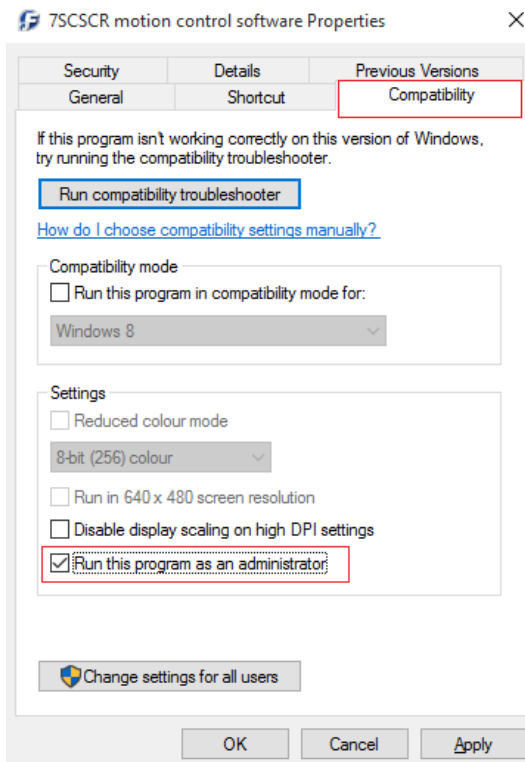 7SCSCR motion control software Properties
Security Details Previous Versions
General Shortcut Compatibility
If this program isn't working correctly on this version of Windows,
try running the compatibility troubleshooter.
Run compatibility troubleshooter
How do I choose compatibility settings manually?
Compatibility mode
Run this program in compatibility mode for:
Windows 8
Settings
Reduced colour mode
8-bit (256) colour
Run in 640 x 480 screen resolution
Disable display scaling on high DPI settings
Run this program as an administrator
Change settings for all users
OK Cancel Apply